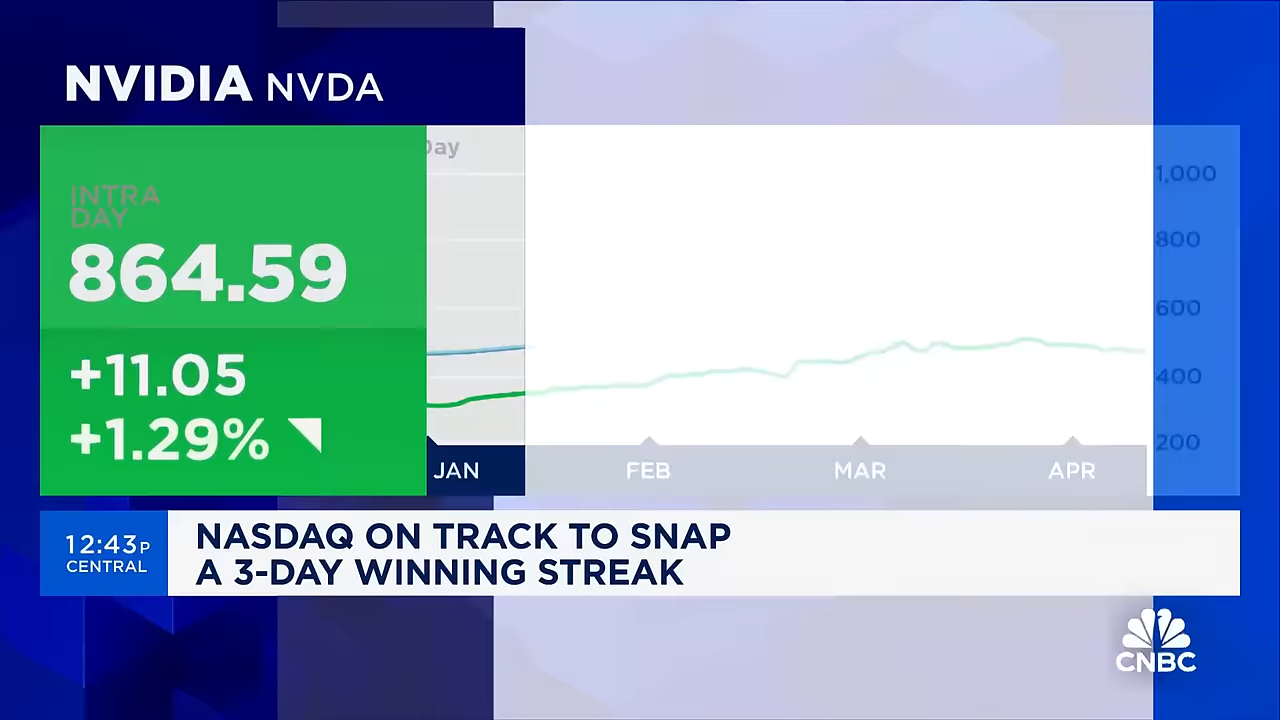 NVIDIA NVDA
Day
INTRA
DAY
864.59
+11.05
+1.29%
1,000
800
600
400
200
JAN FEB MAR APR
12:43P
CENTRAL
NASDAQ ON TRACK TO SNAP
A 3-DAY WINNING STREAK
CNBC